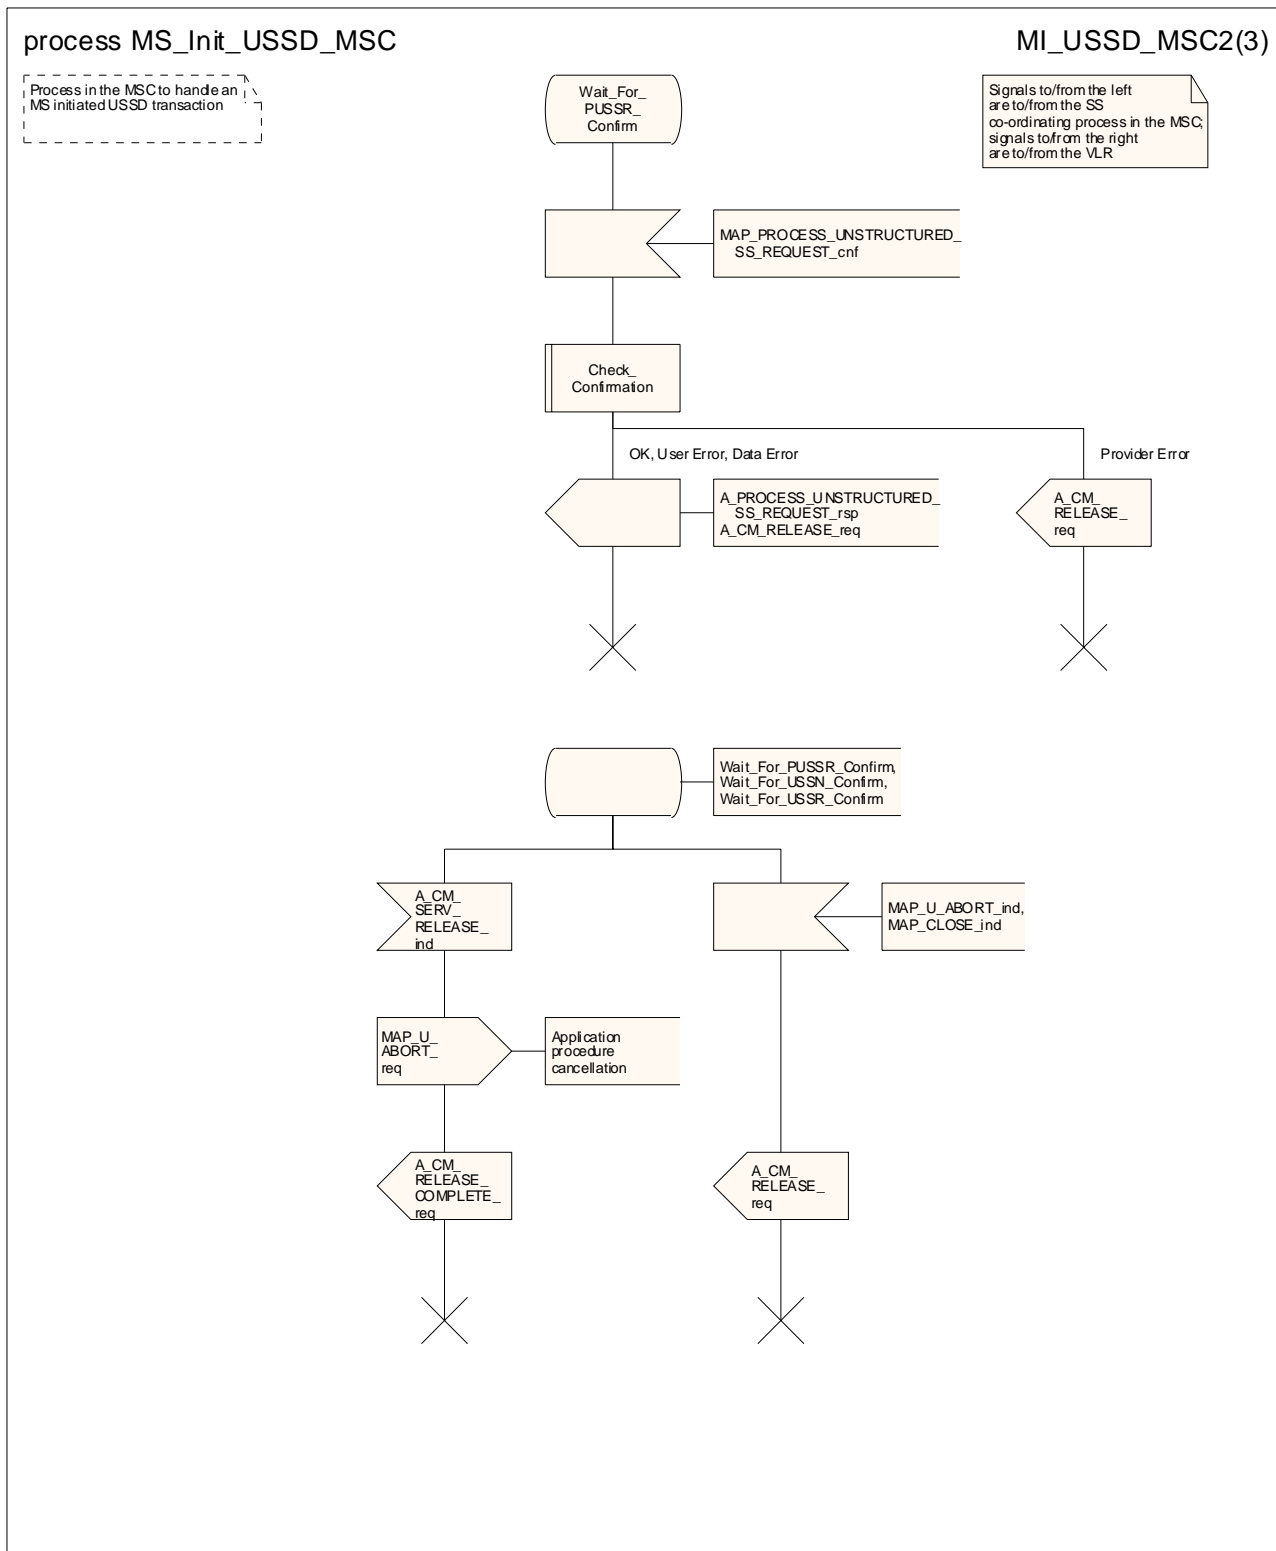 process MS_Init_USSD_MSC
MI_USSD_MSC2(3)
Process in the MSC to handle an
MS initiated USSD transaction
Wait_For_
PUSSR_
Confirm
Signals to/from the left
are to/from the SS
co-ordinating process in the MSC;
signals to/from the right
are to/from the VLR
MAP_PROCESS_UNSTRUCTURED_
SS_REQUEST_cnf
Check_
Confirmation
OK, User Error, Data Error
Provider Error
A_PROCESS_UNSTRUCTURED_
SS_REQUEST_rsp
A_CM_RELEASE_req
A_CM_
RELEASE_
req
Wait_For_PUSSR_Confirm,
Wait_For_USSN_Confirm,
Wait_For_USSR_Confirm
A_CM_
SERV_
RELEASE_
ind
MAP_U_ABORT_ind,
MAP_CLOSE_ind
MAP_U_
ABORT_
req
Application
procedure
cancellation
A_CM_
RELEASE_
COMPLETE_
req
A_CM_
RELEASE_
req